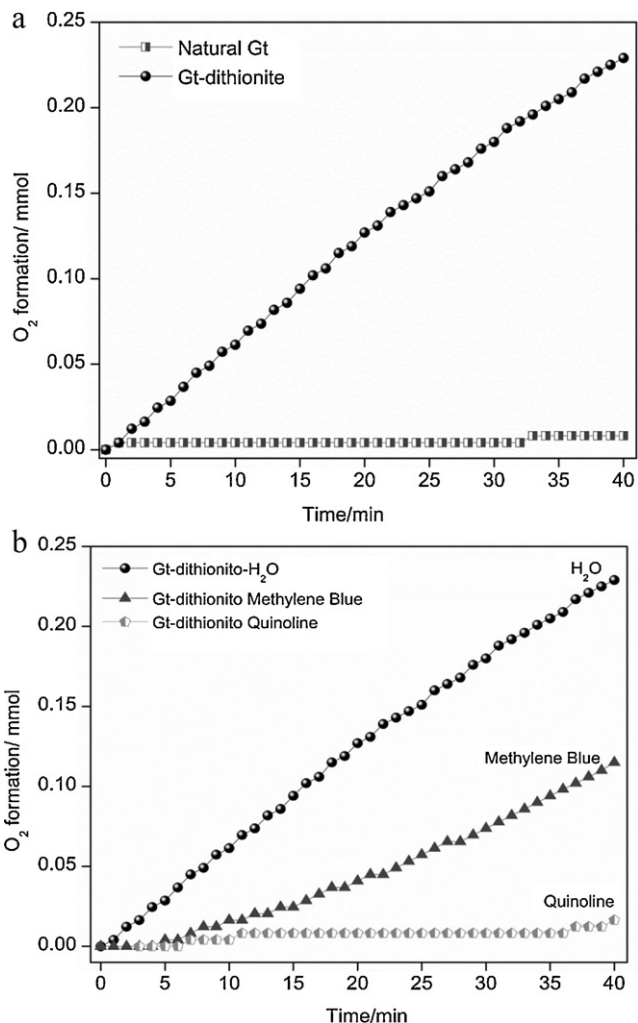 a
0.25
0.20
0.15
0.10
0.05
0.00
O2 formation/ mmol
Natural Gt
Gt-dithionite
0 5 10 15 20 25 30 35 40
Time/min
b
0.25
0.20
0.15
0.10
0.05
0.00
O2 formation/ mmol
Gt-dithionito-H2O
Gt-dithionito Methylene Blue
Gt-dithionito Quinoline
H2O
Methylene Blue
Quinoline
0 5 10 15 20 25 30 35 40
Time/min